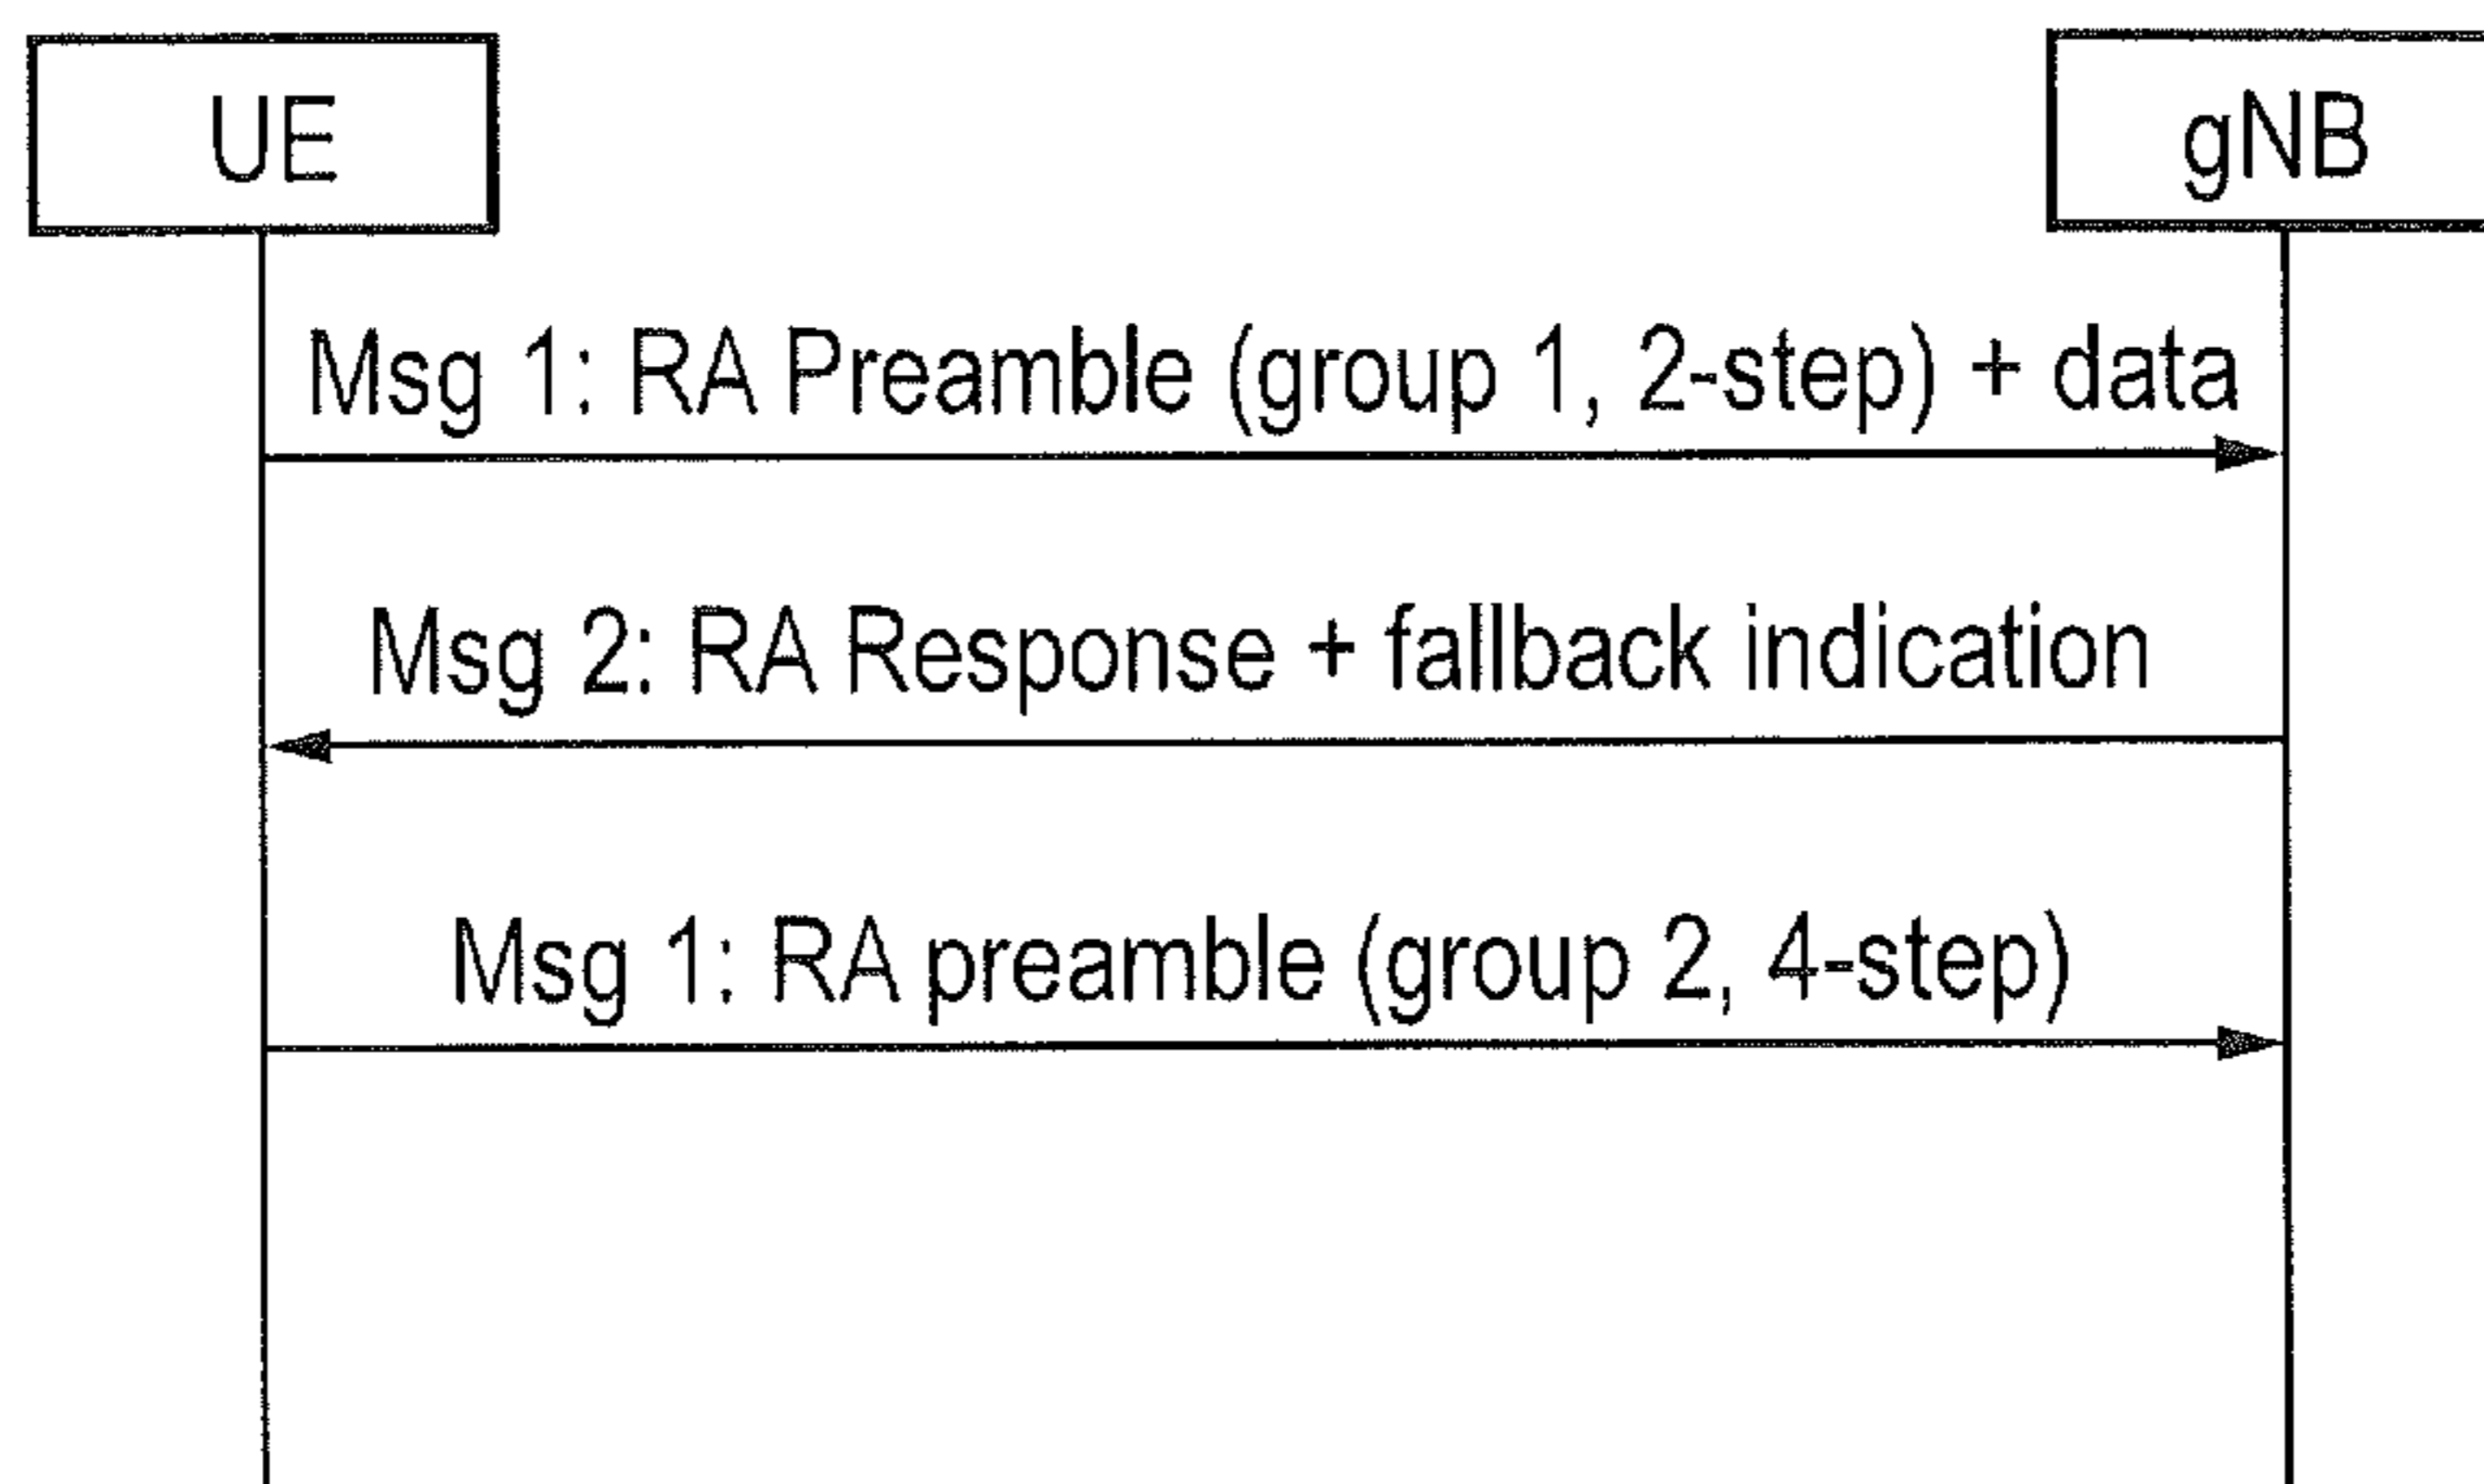 UE
gNB
Msg 1: RA Preamble (group 1, 2-step) + data
Msg 2: RA Response + fallback indication
Msg 1: RA preamble (group 2, 4-step)